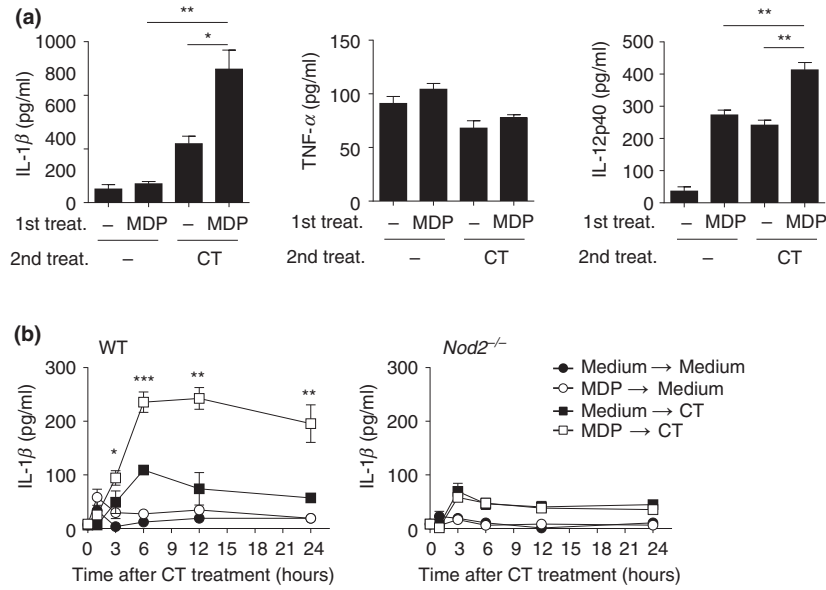 (a)
IL-1β (pg/ml)
1000
800
600
400
200
0
**
*
1st treat. – MDP – MDP
2nd treat. – CT
TNF-α (pg/ml)
150
100
75
50
0
– MDP – MDP
1st treat.
2nd treat. – CT
IL-12p40 (pg/ml)
500
400
300
200
100
0
**
**
1st treat. – MDP – MDP
2nd treat. – CT
(b)
WT
IL-1β (pg/ml)
300
200
100
0
* *** ** **
0 3 6 9 12 15 18 21 24
Time after CT treatment (hours)
Nod2–/–
IL-1β (pg/ml)
300
200
100
0
0 3 6 9 12 15 18 21 24
Time after CT treatment (hours)
Medium → Medium
MDP → Medium
Medium → CT
MDP → CT